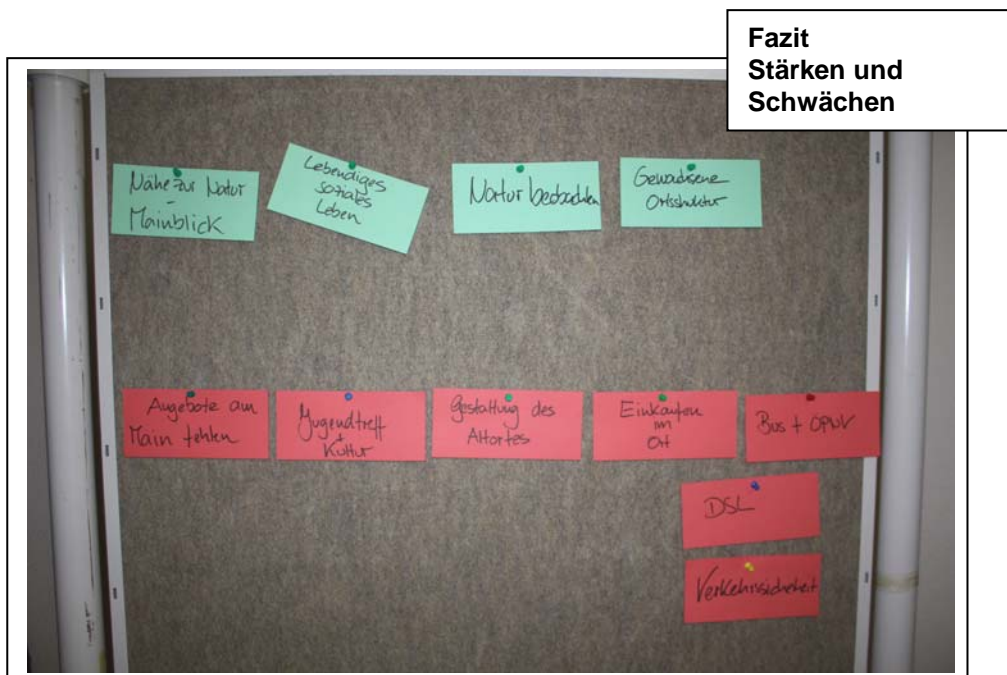 Fazit
Stärken und
Schwächen
Nähe zur Natur
-
Mainblick
Lebendiges
soziales
Leben
Natur beobachten
Gewachsene
Ortsstruktur
Angebote am
Main fehlen
Jugendtreff
+
Kultur
Gestaltung des
Altortes
Einkaufen
im
Ort
Bus + ÖPNV
DSL
Verkehrssicherheit